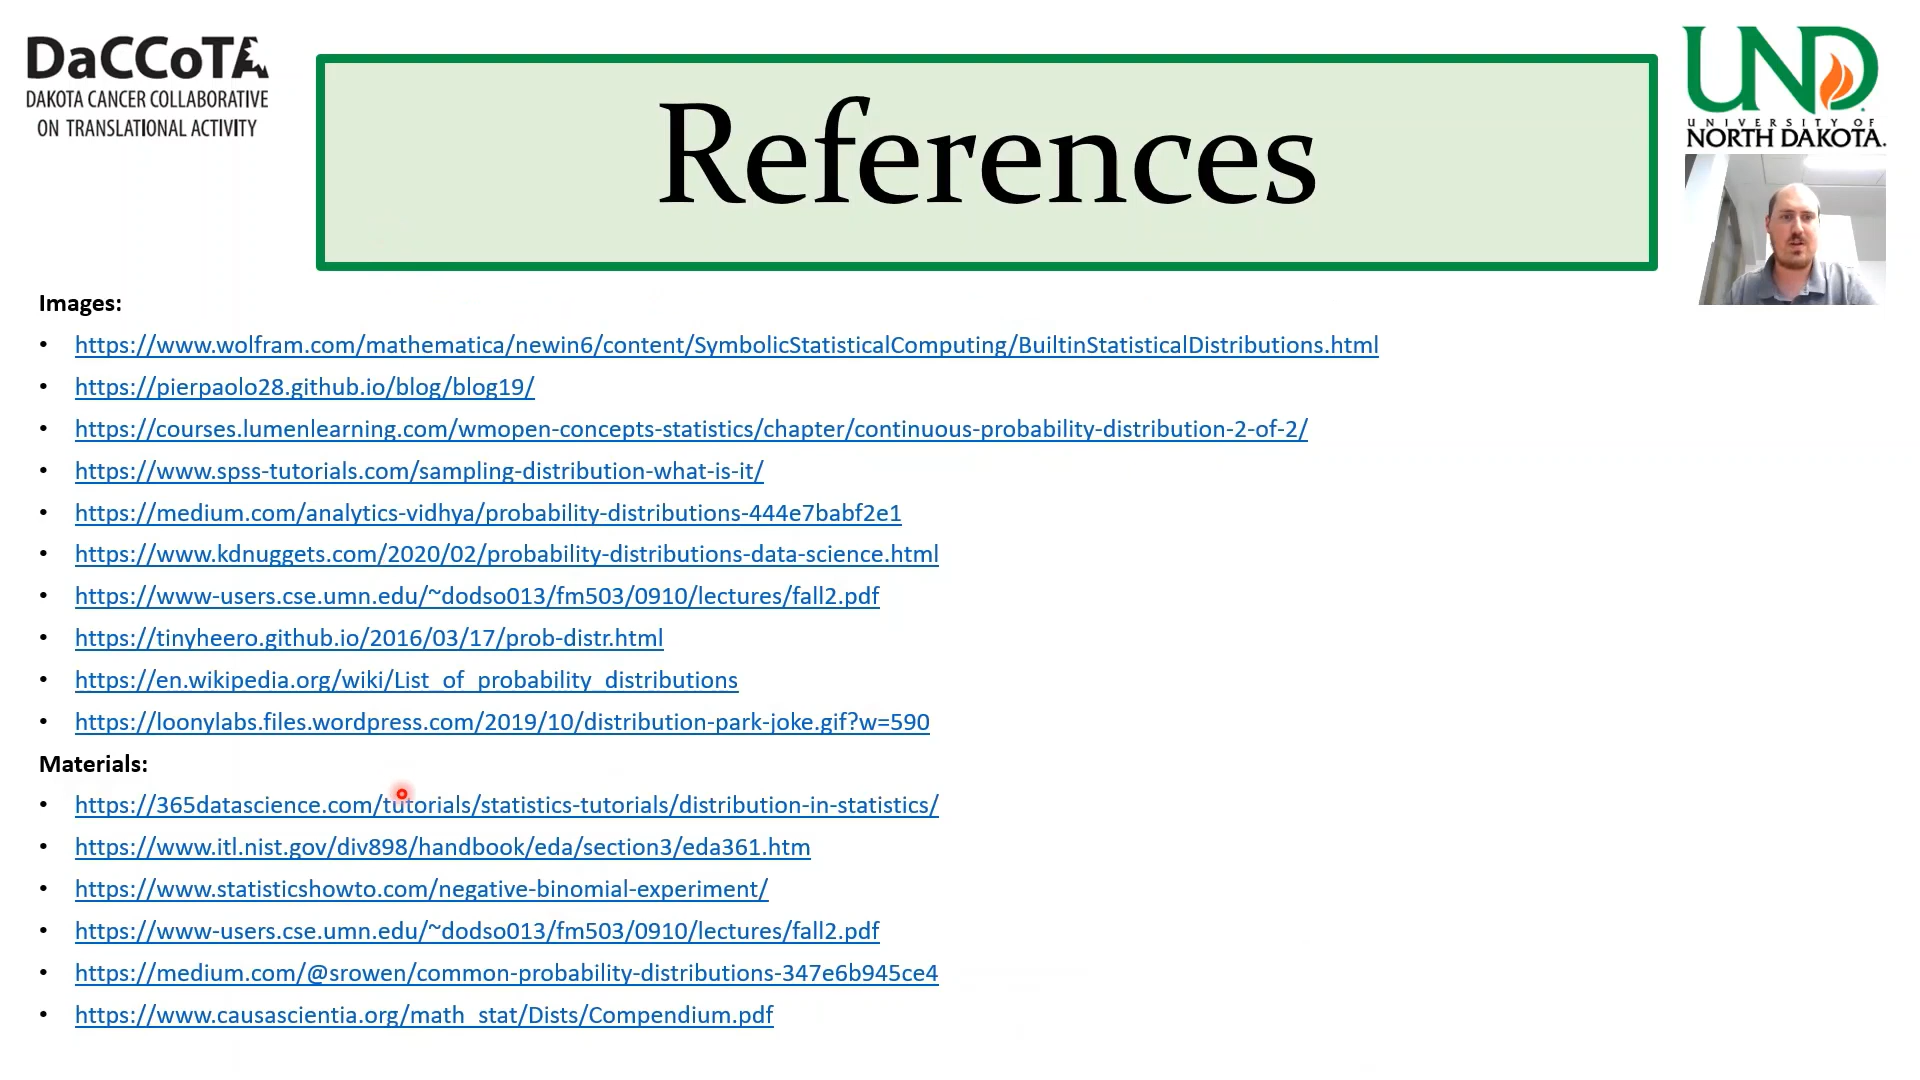 DaCCoTA
DAKOTA CANCER COLLABORATIVE
ON TRANSLATIONAL ACTIVITY
References
UND
UNIVERSITY OF
NORTH DAKOTA.
Images:
• https://www.wolfram.com/mathematica/newin6/content/SymbolicStatisticalComputing/BuiltinStatisticalDistributions.html
• https://pierpaolo28.github.io/blog/blog19/
• https://courses.lumenlearning.com/wmopen-concepts-statistics/chapter/continuous-probability-distribution-2-of-2/
• https://www.spss-tutorials.com/sampling-distribution-what-is-it/
• https://medium.com/analytics-vidhya/probability-distributions-444e7babf2e1
• https://www.kdnuggets.com/2020/02/probability-distributions-data-science.html
• https://www-users.cse.umn.edu/~dodso013/fm503/0910/lectures/fall2.pdf
• https://tinyheero.github.io/2016/03/17/prob-distr.html
• https://en.wikipedia.org/wiki/List_of_probability_distributions
• https://loonylabs.files.wordpress.com/2019/10/distribution-park-joke.gif?w=590
Materials:
• https://365datascience.com/tutorials/statistics-tutorials/distribution-in-statistics/
• https://www.itl.nist.gov/div898/handbook/eda/section3/eda361.htm
• https://www.statisticshowto.com/negative-binomial-experiment/
• https://www-users.cse.umn.edu/~dodso013/fm503/0910/lectures/fall2.pdf
• https://medium.com/@srowen/common-probability-distributions-347e6b945ce4
• https://www.causascientia.org/math_stat/Dists/Compendium.pdf